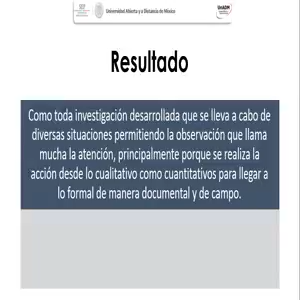 SEP
Universidad Abierta y a Distancia de México
UnADM
Resultado
Como toda investigación desarrollada que se lleva a cabo de
diversas situaciones permitiendo la observación que llama
mucha la atención, principalmente porque se realiza la
acción desde lo cualitativo como cuantitativos para llegar a
lo formal de manera documental y de campo.